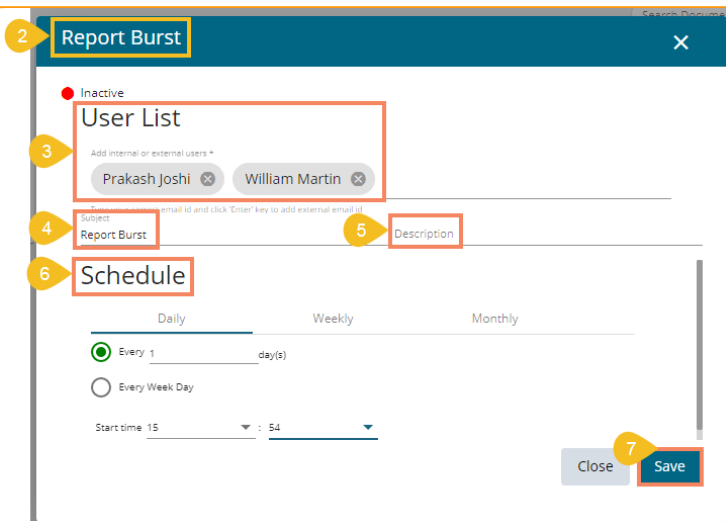 Search Docume
2
Report Burst
Inactive
User List
3
Add internal or external users *
Prakash Joshi
William Martin
email id and click 'Enter' key to add external email id
4
Subject
5
Report Burst
Description
6
Schedule
Daily Weekly Monthly
Every 1 day(s)
Every Week Day
Start time 15 : 54
7
Close Save